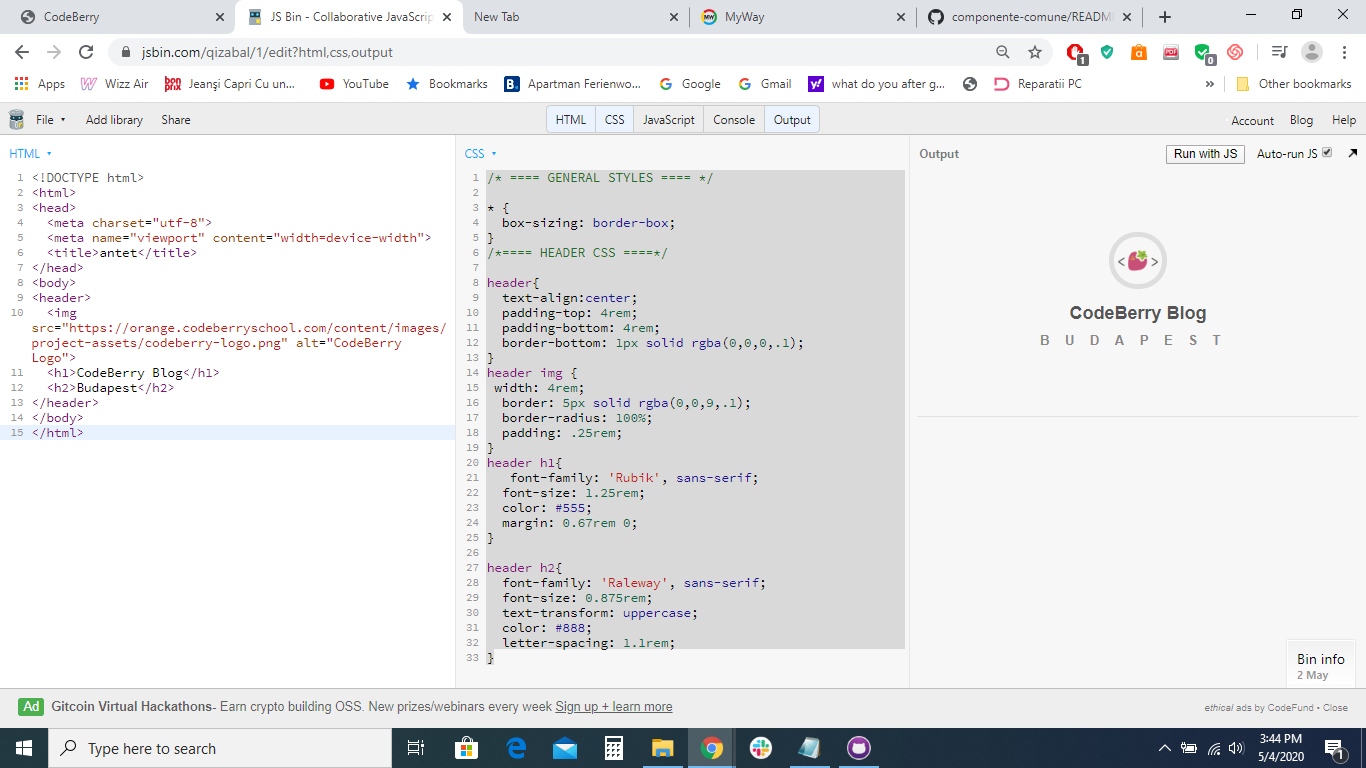 CodeBerry
JS Bin - Collaborative JavaScrip
New Tab
MyWay
componente-comune/READM
jsbin.com/qizabal/1/edit?html,css,output
1
0
Apps
Wizz Air
Jeanşi Capri Cu un...
YouTube
Bookmarks
Apartman Ferienwo...
Google
Gmail
what do you after g...
Reparatii PC
»
Other bookmarks
File
Add library
Share
HTML
CSS
JavaScript
Console
Output
Account
Blog
Help
HTML
1 <!DOCTYPE html>
2 <html>
3 <head>
4 <meta charset="utf-8">
5 <meta name="viewport" content="width=device-width">
6 <title>antet</title>
7 </head>
8 <body>
9 <header>
10 <img
src="https://orange.codeberryschool.com/content/images/
project-assets/codeberry-logo.png" alt="CodeBerry
Logo">
11 <h1>CodeBerry Blog</h1>
12 <h2>Budapest</h2>
13 </header>
14 </body>
15 </html>
CSS
1 /* ==== GENERAL STYLES ==== */
2
3 * {
4 box-sizing: border-box;
5 }
6 /*==== HEADER CSS ====*/
7
8 header{
9 text-align:center;
10 padding-top: 4rem;
11 padding-bottom: 4rem;
12 border-bottom: 1px solid rgba(0,0,0,.1);
13 }
14 header img {
15 width: 4rem;
16 border: 5px solid rgba(0,0,9,.1);
17 border-radius: 100%;
18 padding: .25rem;
19 }
20 header h1{
21 font-family: 'Rubik', sans-serif;
22 font-size: 1.25rem;
23 color: #555;
24 margin: 0.67rem 0;
25 }
26
27 header h2{
28 font-family: 'Raleway', sans-serif;
29 font-size: 0.875rem;
30 text-transform: uppercase;
31 color: #888;
32 letter-spacing: 1.1rem;
33 }
Output
Run with JS
Auto-run JS
< >
CodeBerry Blog
BUDAPEST
Bin info
2 May
Ad Gitcoin Virtual Hackathons- Earn crypto building OSS. New prizes/webinars every week Sign up + learn more
ethical ads by CodeFund • Close
Type here to search
3:44 PM
5/4/2020
1